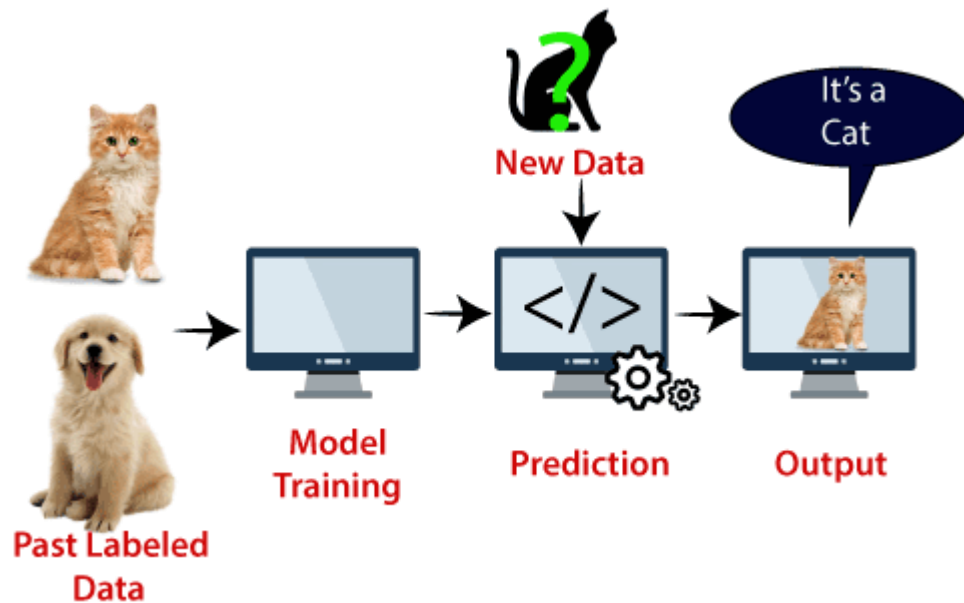 New Data
It's a
Cat
</>
Model
Training
Prediction
Output
Past Labeled
Data